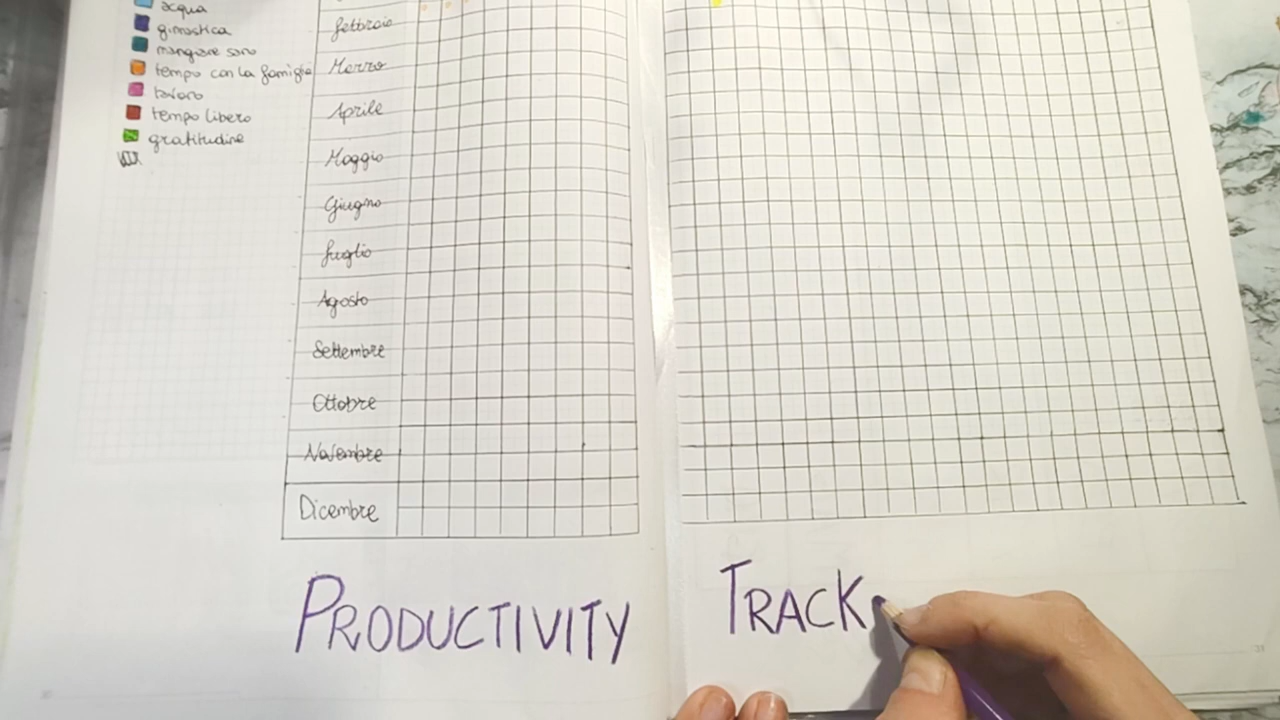 acqua
ginnastica
mangiare sano
tempo con la famiglia
lavoro
tempo libero
gratitudine
Febbraio
Marzo
Aprile
Maggio
Giugno
Luglio
Agosto
Settembre
Ottobre
Novembre
Dicembre
PRODUCTIVITY TRACK
31